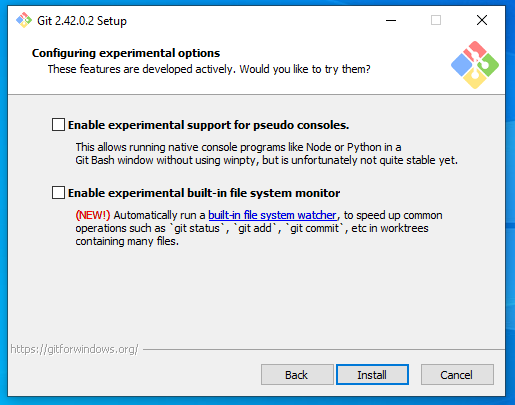 Git 2.42.0.2 Setup
Configuring experimental options
These features are developed actively. Would you like to try them?
Enable experimental support for pseudo consoles.
This allows running native console programs like Node or Python in a
Git Bash window without using winpty, but is unfortunately not quite stable yet.
Enable experimental built-in file system monitor
(NEW!) Automatically run a built-in file system watcher, to speed up common
operations such as `git status`, `git add`, `git commit`, etc in worktrees
containing many files.
https://gitforwindows.org/
Back
Install
Cancel